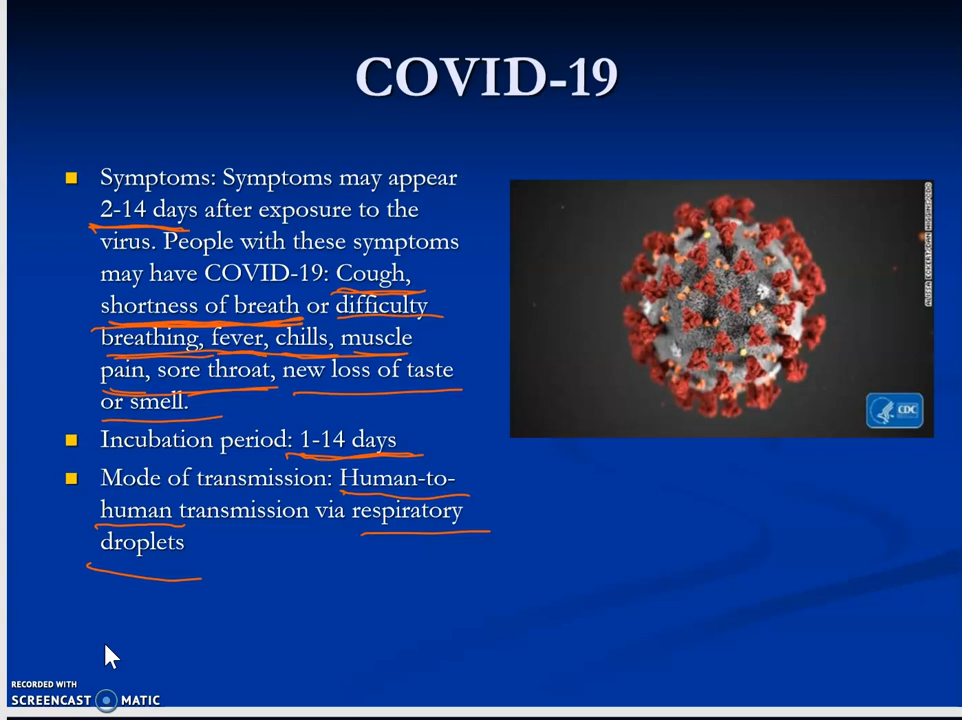 COVID-19
Symptoms: Symptoms may appear
2-14 days after exposure to the
virus. People with these symptoms
may have COVID-19: Cough,
shortness of breath or difficulty
breathing, fever, chills, muscle
pain, sore throat, new loss of taste
or smell.
Incubation period: 1-14 days
Mode of transmission: Human-to-
human transmission via respiratory
droplets
CDC
RECORDED WITH
SCREENCAST MATIC